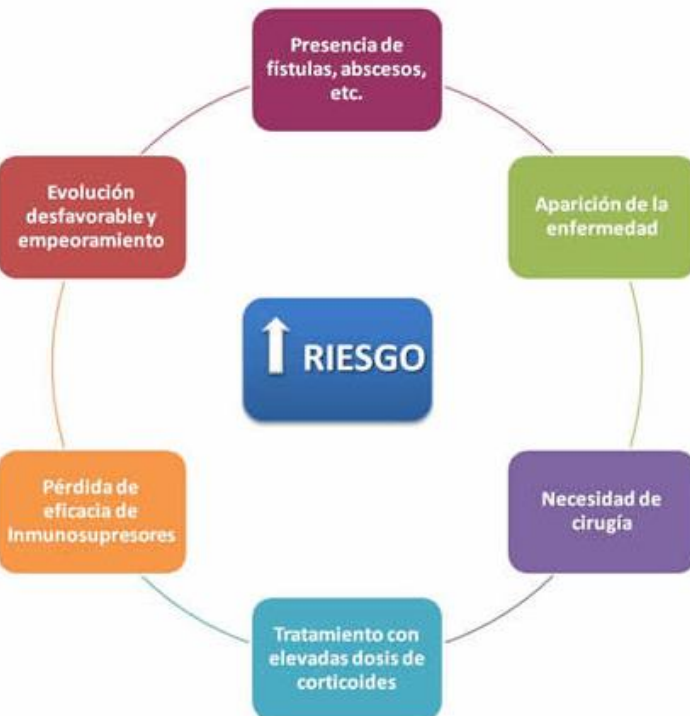 Presencia de
fístulas, abscesos,
etc.
Aparición de la
enfermedad
Necesidad de
cirugía
Tratamiento con
elevadas dosis de
corticoides
Pérdida de
eficacia de
Inmunosupresores
Evolución
desfavorable y
empeoramiento
RIESGO